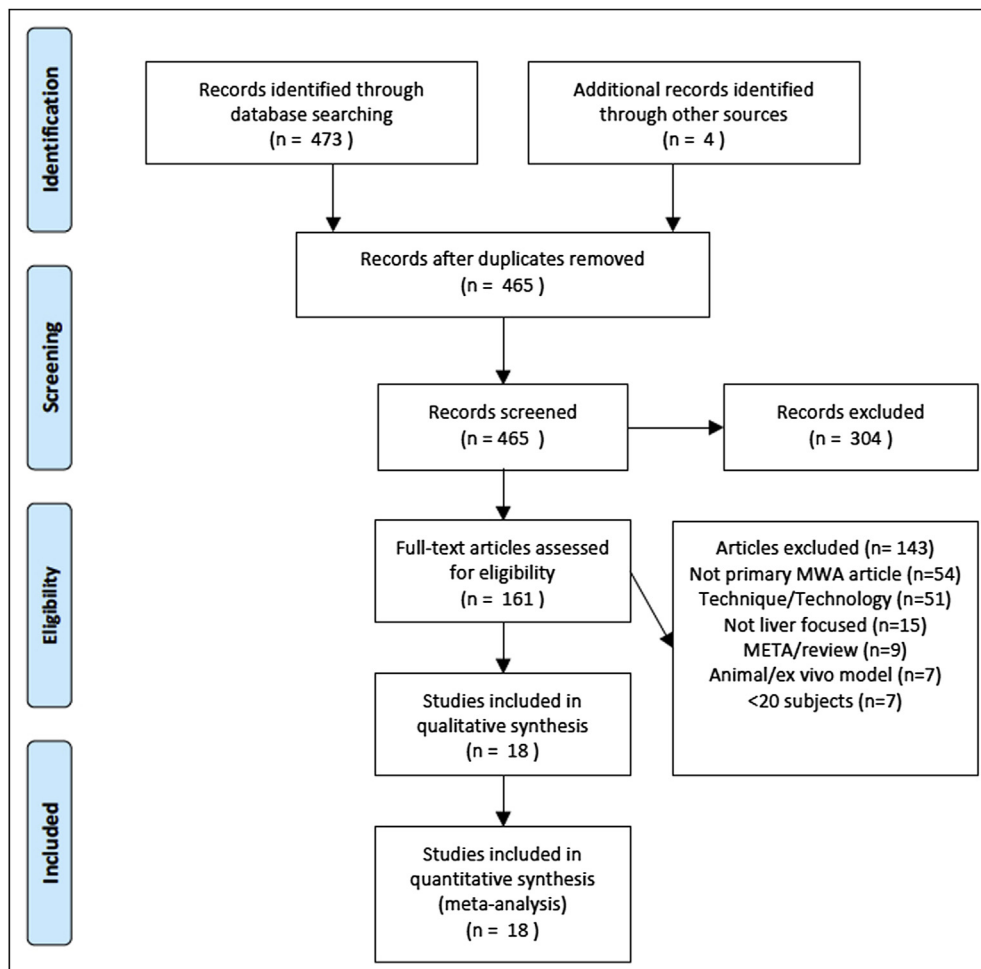 Identification
Records identified through
database searching
(n = 473 )
Additional records identified
through other sources
(n = 4 )
Records after duplicates removed
(n = 465 )
Screening
Records screened
(n = 465 )
Records excluded
(n = 304 )
Eligibility
Full-text articles assessed
for eligibility
(n = 161 )
Articles excluded (n= 143)
Not primary MWA article (n=54)
Technique/Technology (n=51)
Not liver focused (n=15)
META/review (n=9)
Animal/ex vivo model (n=7)
<20 subjects (n=7)
Studies included in
qualitative synthesis
(n = 18 )
Included
Studies included in
quantitative synthesis
(meta-analysis)
(n = 18 )